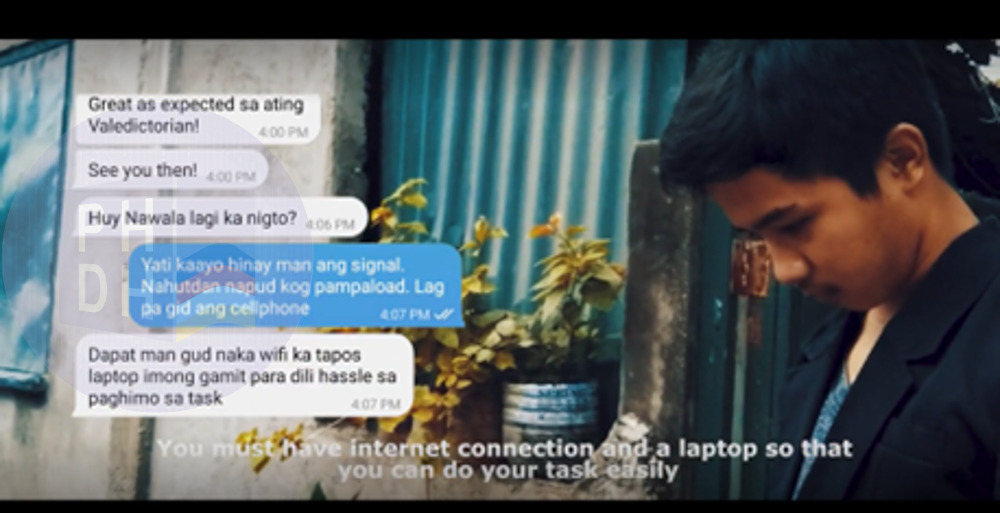 Great as expected sa ating
Valedictorian!
4:00 PM
See you then! 4:00 PM
Huy Nawala lagi ka nigto? 4:06 PM
Yati kaayo hinay man ang signal.
Nahutdan napud kog pampaload. Lag
pa gid ang cellphone
4:07 PM
Dapat man gud naka wifi ka tapos
laptop imong gamit para dili hassle sa
paghimo sa task
4:07 PM
PH
DI
You must have internet connection and a laptop so that
you can do your task easily